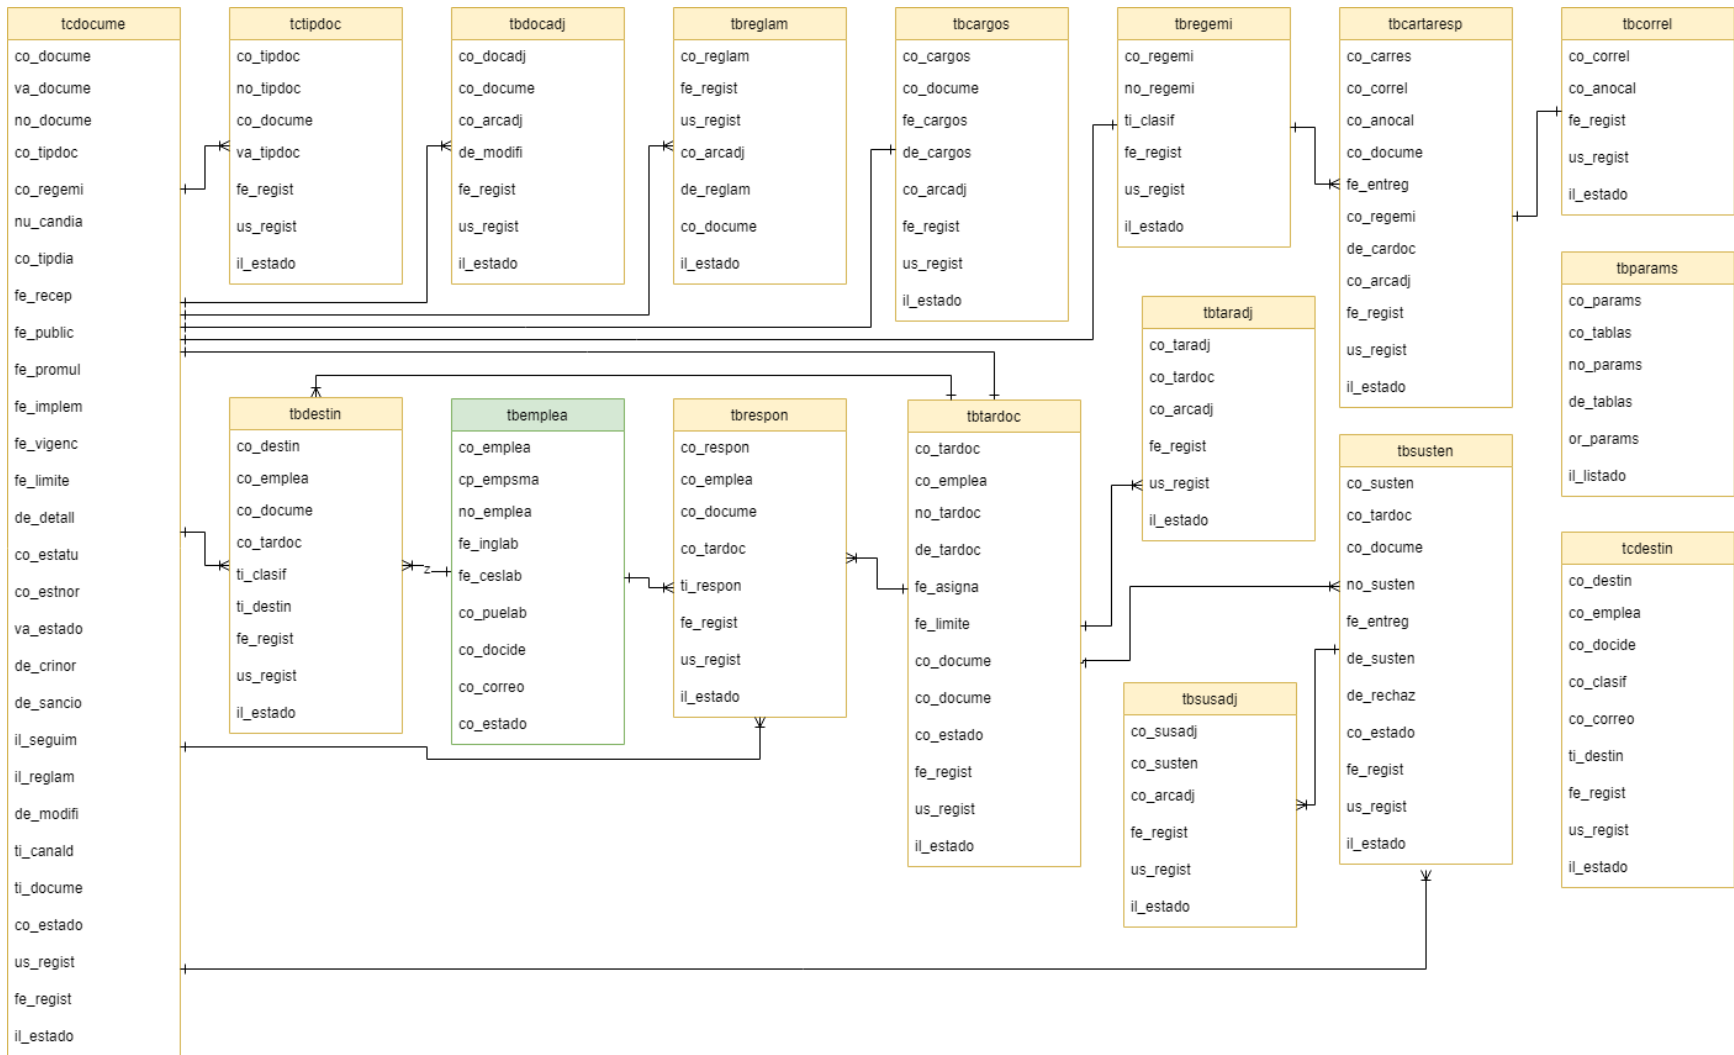 tcdocume
co_docume
va_docume
no_docume
co_tipdoc
co_regemi
nu_candia
co_tipdia
fe_recep
fe_public
fe_promul
fe_implem
fe_vigenc
fe_limite
de_detall
co_estatu
co_estnor
va_estado
de_crinor
de_sancio
il_seguim
il_reglam
de_modifi
ti_canald
ti_docume
co_estado
us_regist
fe_regist
il_estado
tctipdoc
co_tipdoc
no_tipdoc
co_docume
va_tipdoc
fe_regist
us_regist
il_estado
tbdocadj
co_docadj
co_docume
co_arcadj
de_modifi
fe_regist
us_regist
il_estado
tbreglam
co_reglam
fe_regist
us_regist
co_arcadj
de_reglam
co_docume
il_estado
tbcargos
co_cargos
co_docume
fe_cargos
de_cargos
co_arcadj
fe_regist
us_regist
il_estado
tbregemi
co_regemi
no_regemi
ti_clasif
fe_regist
us_regist
il_estado
tbcartaresp
co_carres
co_correl
co_anocal
co_docume
fe_entreg
co_regemi
de_cardoc
co_arcadj
fe_regist
us_regist
il_estado
tbcorrel
co_correl
co_anocal
fe_regist
us_regist
il_estado
tbparams
co_params
co_tablas
no_params
de_tablas
or_params
il_listado
tbtaradj
co_taradj
co_tardoc
co_arcadj
fe_regist
us_regist
il_estado
tbdestin
co_destin
co_emplea
co_docume
co_tardoc
ti_clasif
ti_destin
fe_regist
us_regist
il_estado
z
tbemplea
co_emplea
cp_empsma
no_emplea
fe_inglab
fe_ceslab
co_puelab
co_docide
co_correo
co_estado
tbrespon
co_respon
co_emplea
co_docume
co_tardoc
ti_respon
fe_regist
us_regist
il_estado
tbtardoc
co_tardoc
co_emplea
no_tardoc
de_tardoc
fe_asigna
fe_limite
co_docume
co_docume
co_estado
fe_regist
us_regist
il_estado
tbsusten
co_susten
co_tardoc
co_docume
no_susten
fe_entreg
de_susten
de_rechaz
co_estado
fe_regist
us_regist
il_estado
tbsusadj
co_susadj
co_susten
co_arcadj
fe_regist
us_regist
il_estado
tcdestin
co_destin
co_emplea
co_docide
co_clasif
co_correo
ti_destin
fe_regist
us_regist
il_estado